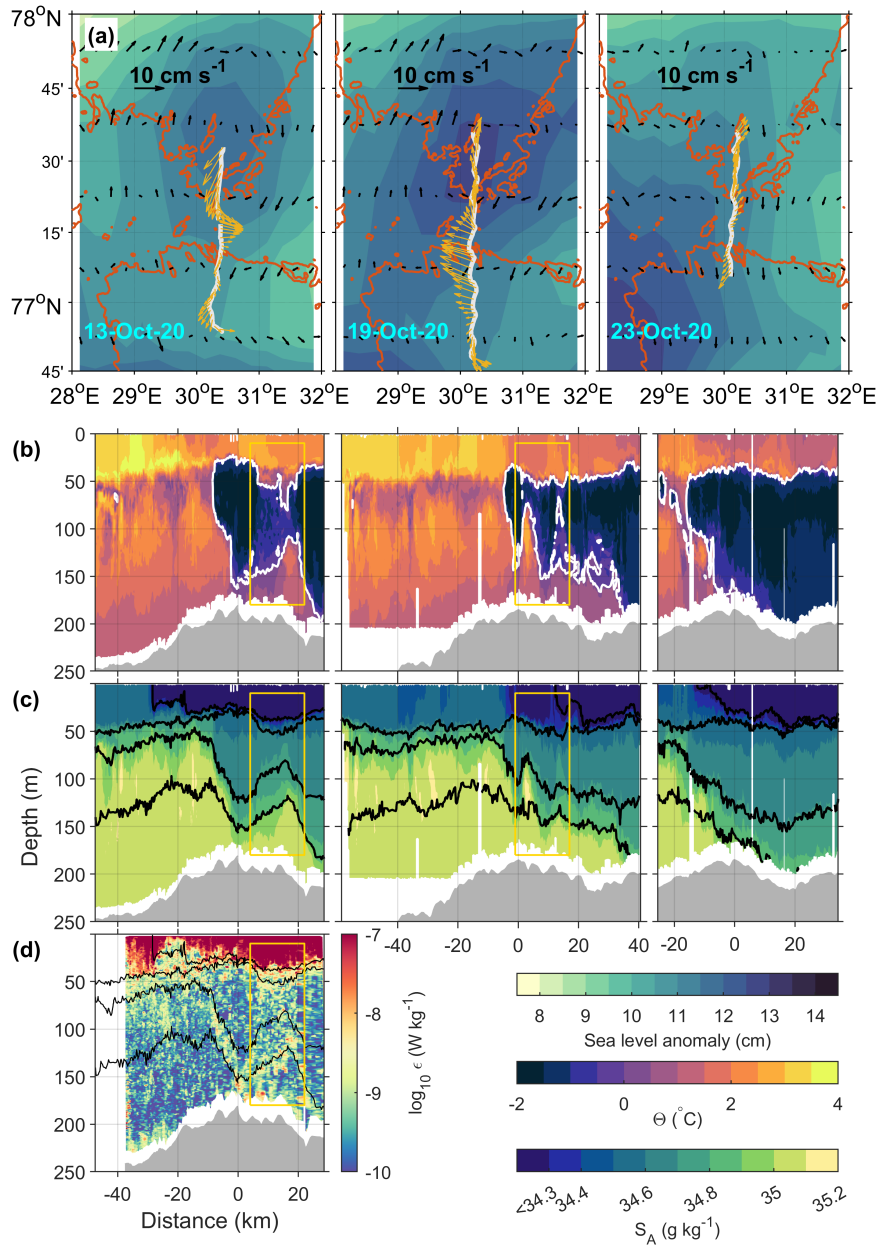 78°N
(a)
10 cm s-1
10 cm s-1
10 cm s-1
45'
30'
15'
77°N
13-Oct-20
19-Oct-20
23-Oct-20
45'
28°E
29°E
30°E
31°E
32°E
28°E
29°E
30°E
31°E
32°E
28°E
29°E
30°E
31°E
32°E
(b)
0
50
100
150
200
250
(c)
50
100
150
200
250
Depth (m)
-40
-20
0
20
40
-20
0
20
(d)
50
100
150
200
250
-40
-20
0
20
Distance (km)
-7
-8
-9
-10
log10 ϵ (W kg-1)
8
9
10
11
12
13
14
Sea level anomaly (cm)
-2
0
2
4
Θ (°C)
<34.3
34.4
34.6
34.8
35
35.2
SA (g kg-1)